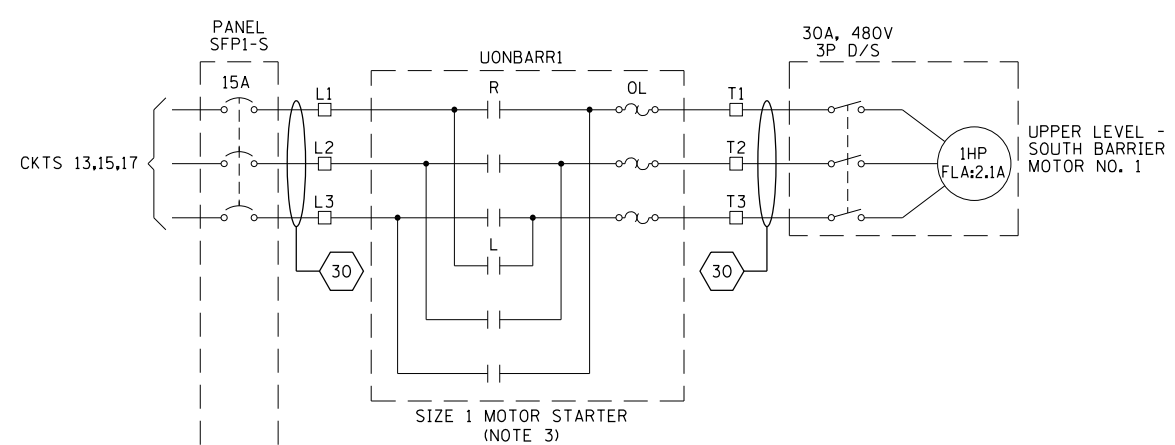 PANEL
SFP1-S
15A
CKTS 13,15,17
L1
L2
L3
30
UONBARR1
R
L
OL
SIZE 1 MOTOR STARTER
(NOTE 3)
T1
T2
T3
30
30A, 480V
3P D/S
1HP
FLA:2.1A
UPPER LEVEL -
SOUTH BARRIER
MOTOR NO. 1